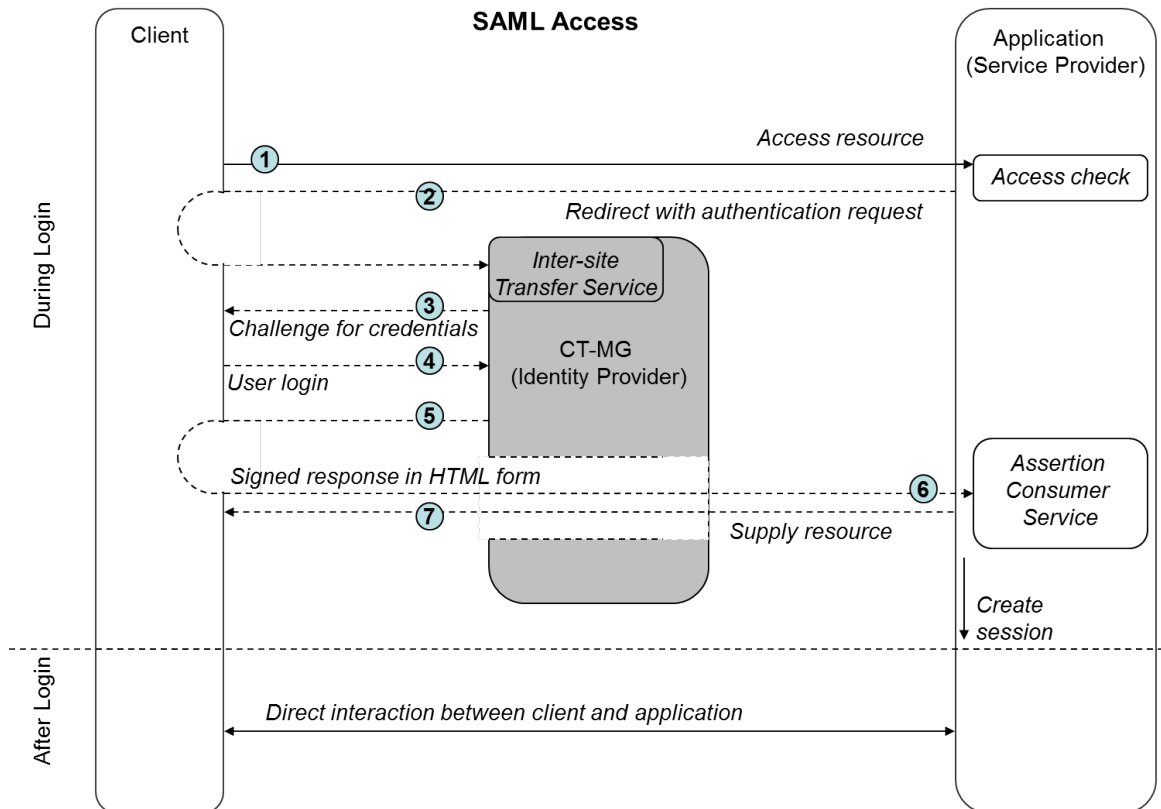 SAML Access
Client
Application
(Service Provider)
During Login
1
Access resource
Access check
2
Redirect with authentication request
Inter-site
Transfer Service
3
Challenge for credentials
CT-MG
(Identity Provider)
4
User login
5
Signed response in HTML form
6
Assertion
Consumer
Service
7
Supply resource
Create
session
After Login
Direct interaction between client and application